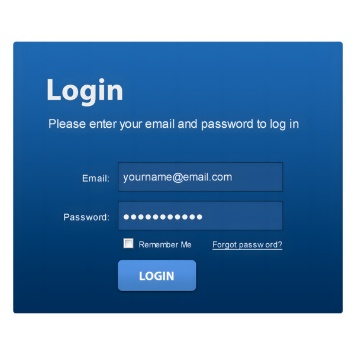 Login
Please enter your email and password to log in
Email: yourname@email.com
Password: ●●●●●●●●●●●
Remember Me Forgot password?
LOGIN